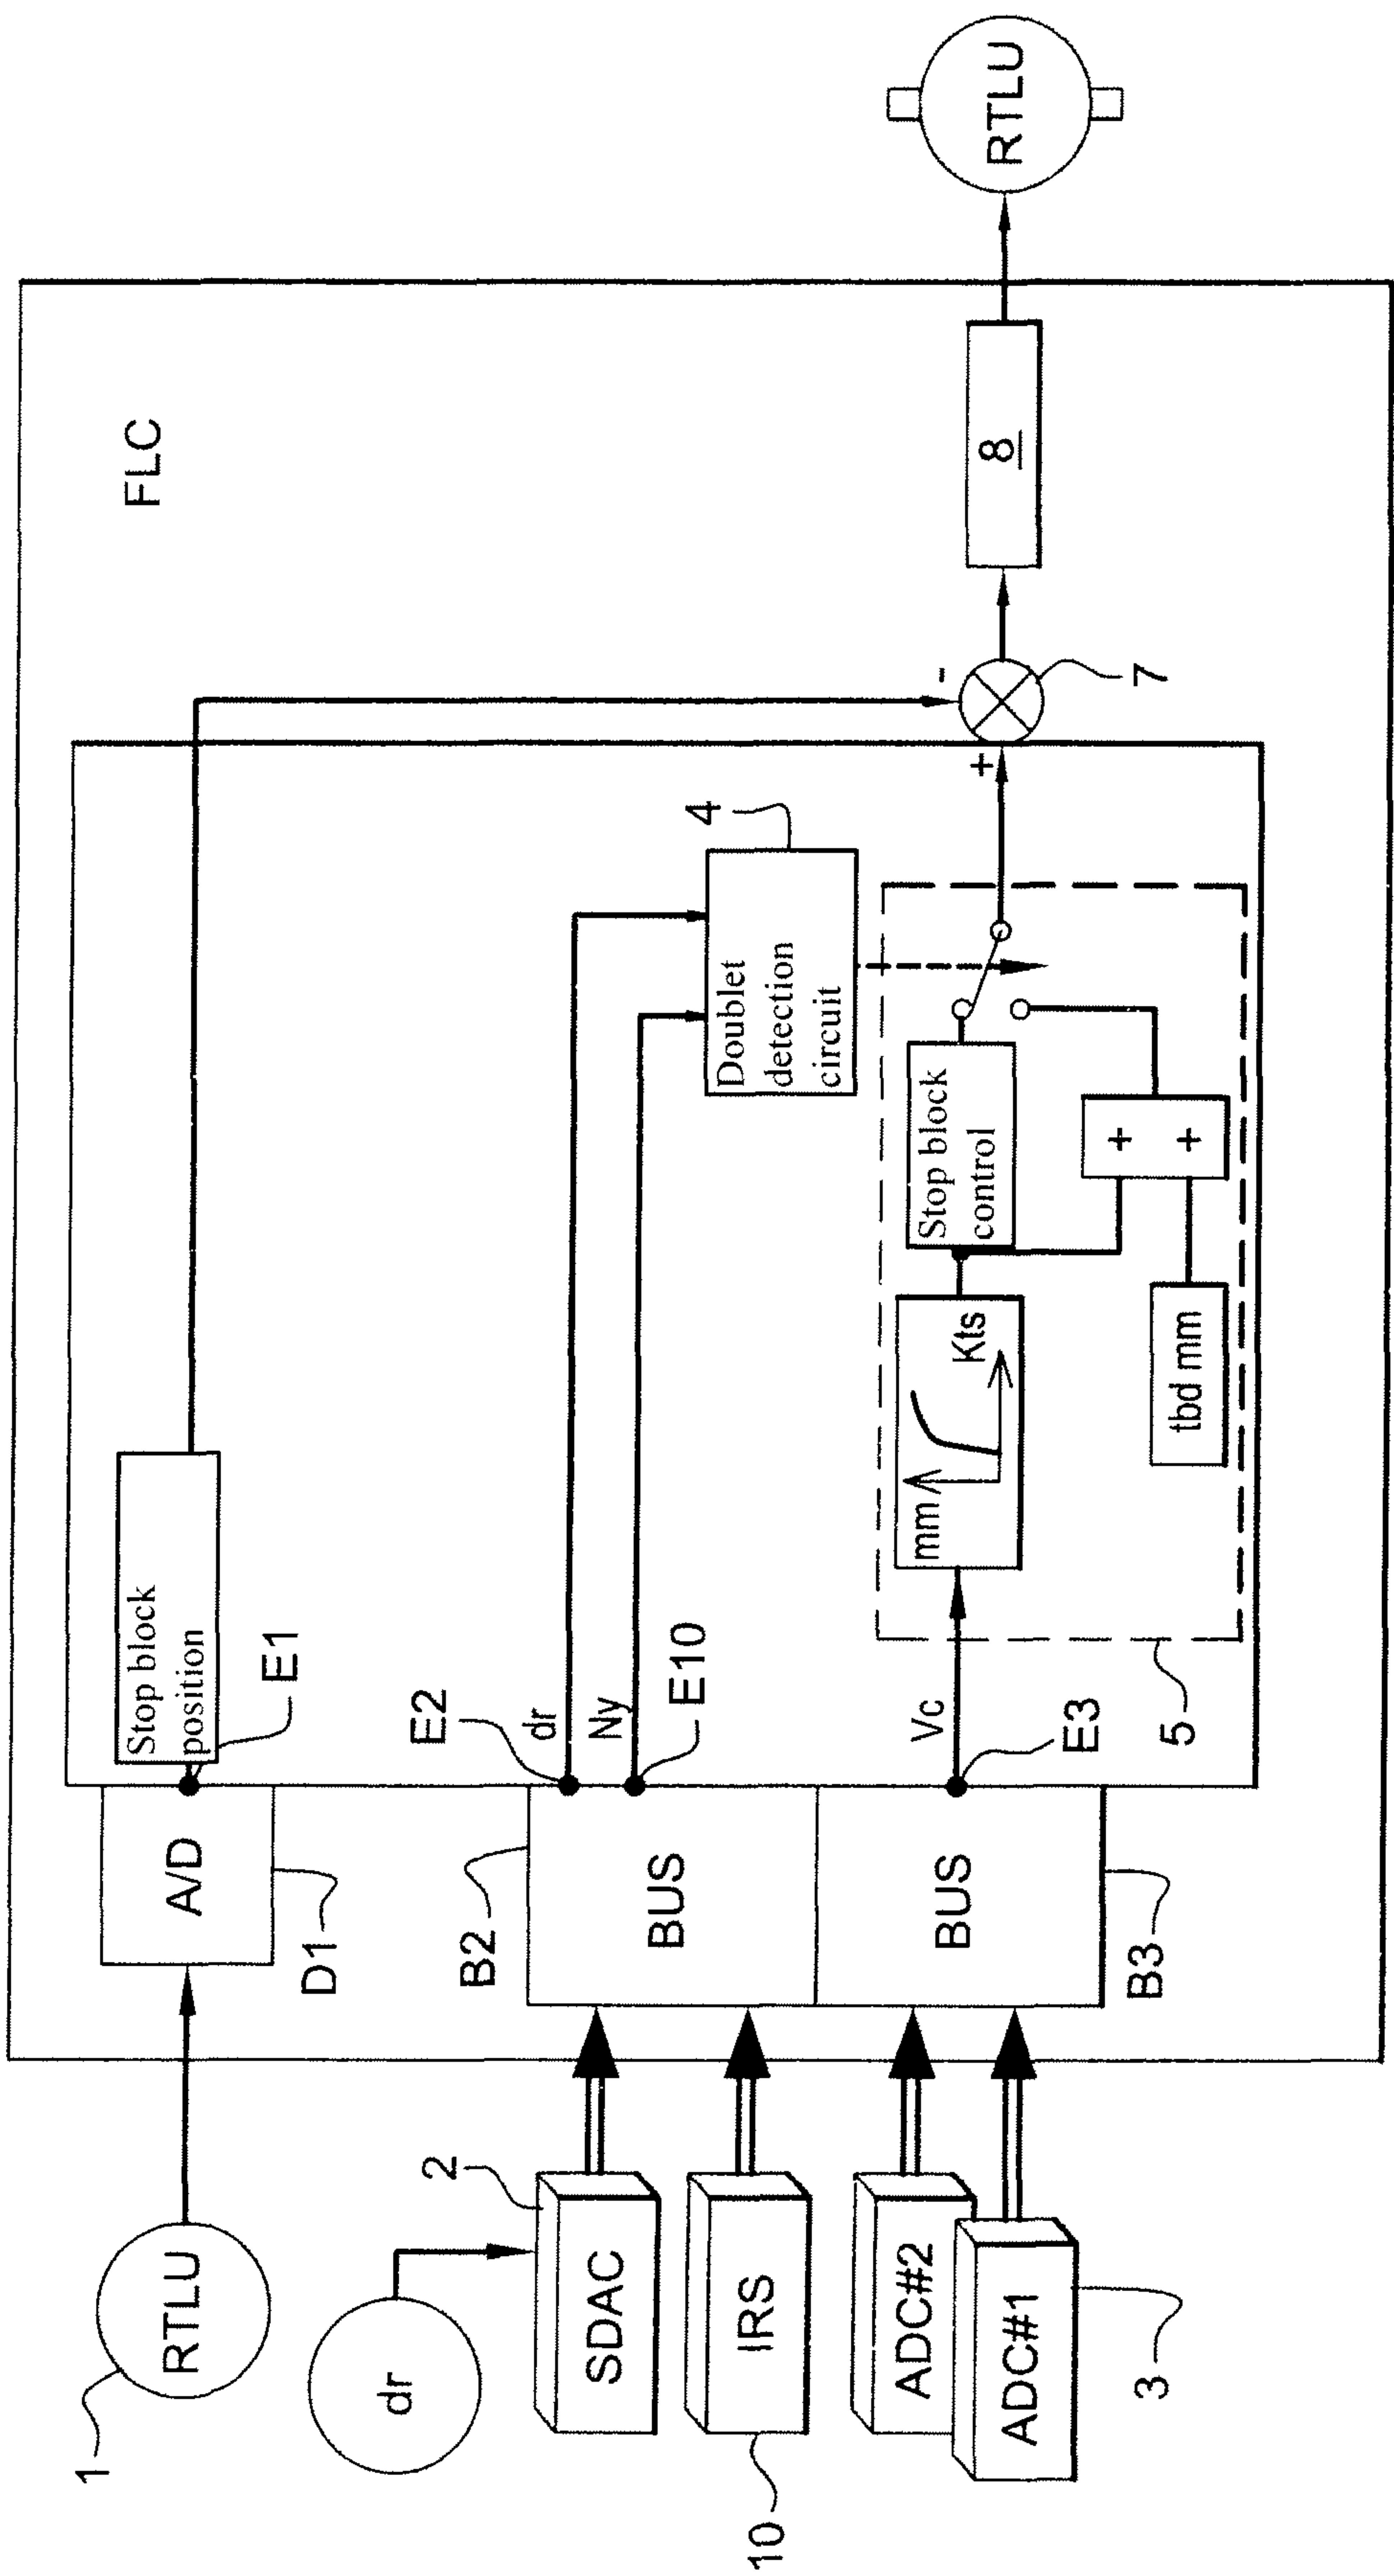 FLC
1
RTLU
A/D
D1
Stop block
position
E1
dr
2
SDAC
10
IRS
B2
BUS
E2
dr
Ny
E10
4
Doublet
detection
circuit
ADC#2
ADC#1
3
BUS
B3
Vc
E3
5
mm
Kts
Stop block
control
tbd mm
+
+
+
-
7
8
RTLU